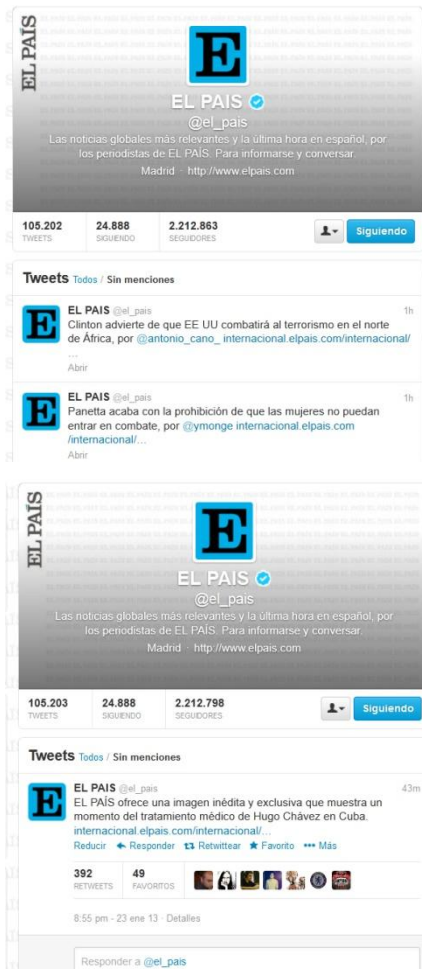 EL PAÍS
E
EL PAIS
@el_pais
Las noticias globales más relevantes y la última hora en español, por
los periodistas de EL PAÍS. Para informarse y conversar.
Madrid · http://www.elpais.com
105.202 24.888 2.212.863
TWEETS SIGUIENDO SEGUIDORES
Siguiendo
Tweets Todos / Sin menciones
E
EL PAIS @el_pais 1h
Clinton advierte de que EE UU combatirá al terrorismo en el norte
de África, por @antonio_cano_ internacional.elpais.com/internacional/
…
Abrir
E
EL PAIS @el_pais 1h
Panetta acaba con la prohibición de que las mujeres no puedan
entrar en combate, por @ymonge internacional.elpais.com
/internacional/…
Abrir
EL PAÍS
E
EL PAIS
@el_pais
Las noticias globales más relevantes y la última hora en español, por
los periodistas de EL PAÍS. Para informarse y conversar.
Madrid · http://www.elpais.com
105.203 24.888 2.212.798
TWEETS SIGUIENDO SEGUIDORES
Siguiendo
Tweets Todos / Sin menciones
E
EL PAIS @el_pais 43m
EL PAÍS ofrece una imagen inédita y exclusiva que muestra un
momento del tratamiento médico de Hugo Chávez en Cuba.
internacional.elpais.com/internacional/…
Reducir Responder Retwittear Favorito Más
392 49
RETWEETS FAVORITOS
8:55 pm - 23 ene 13 · Detalles
Responder a @el_pais